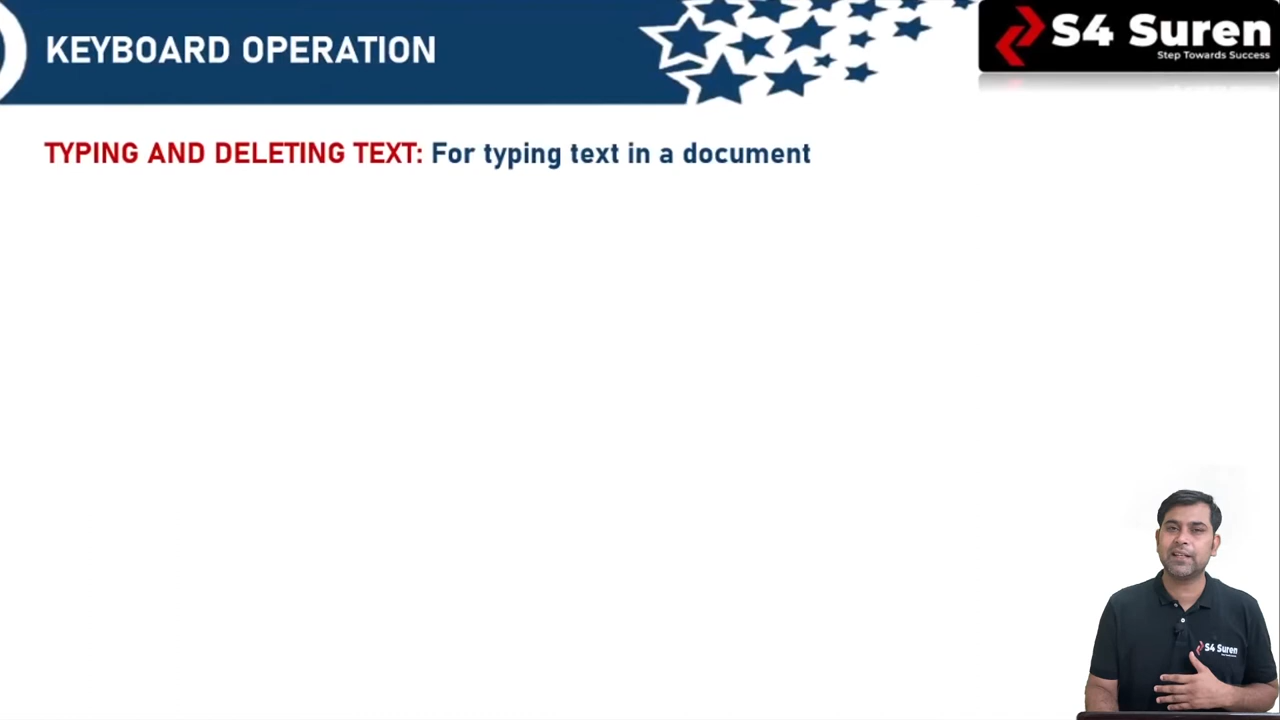 KEYBOARD OPERATION
S4 Suren
Step Towards Success
TYPING AND DELETING TEXT: For typing text in a document
S4 Suren